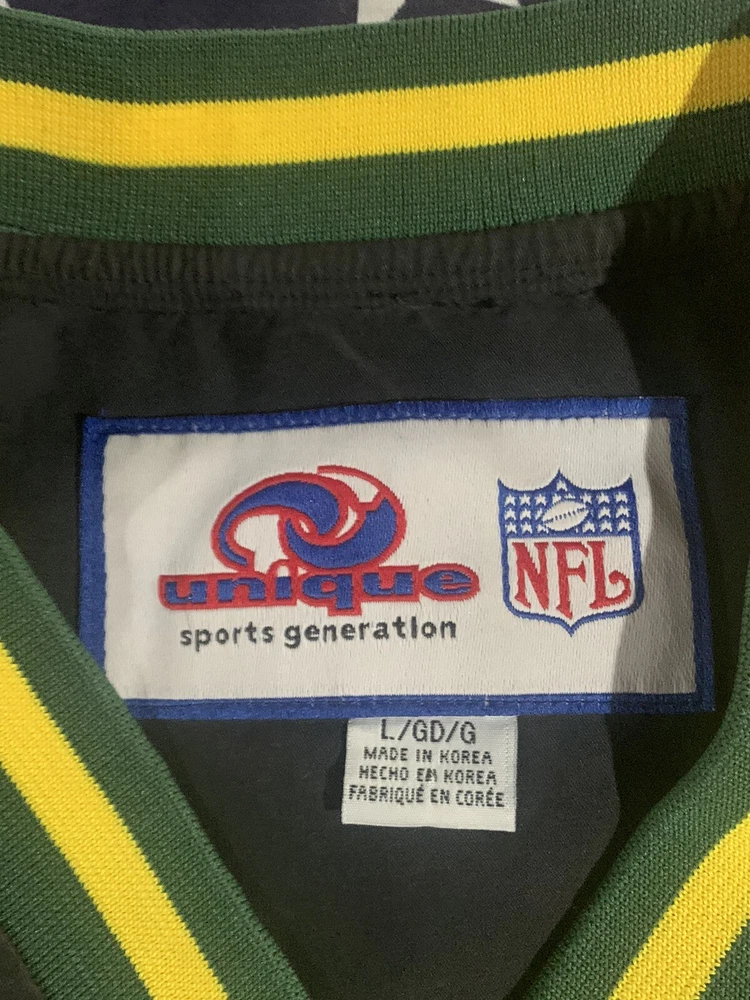 unique
sports generation
NFL
L/GD/G
MADE IN KOREA
HECHO EN KOREA
FABRIQUÉ EN CORÉE